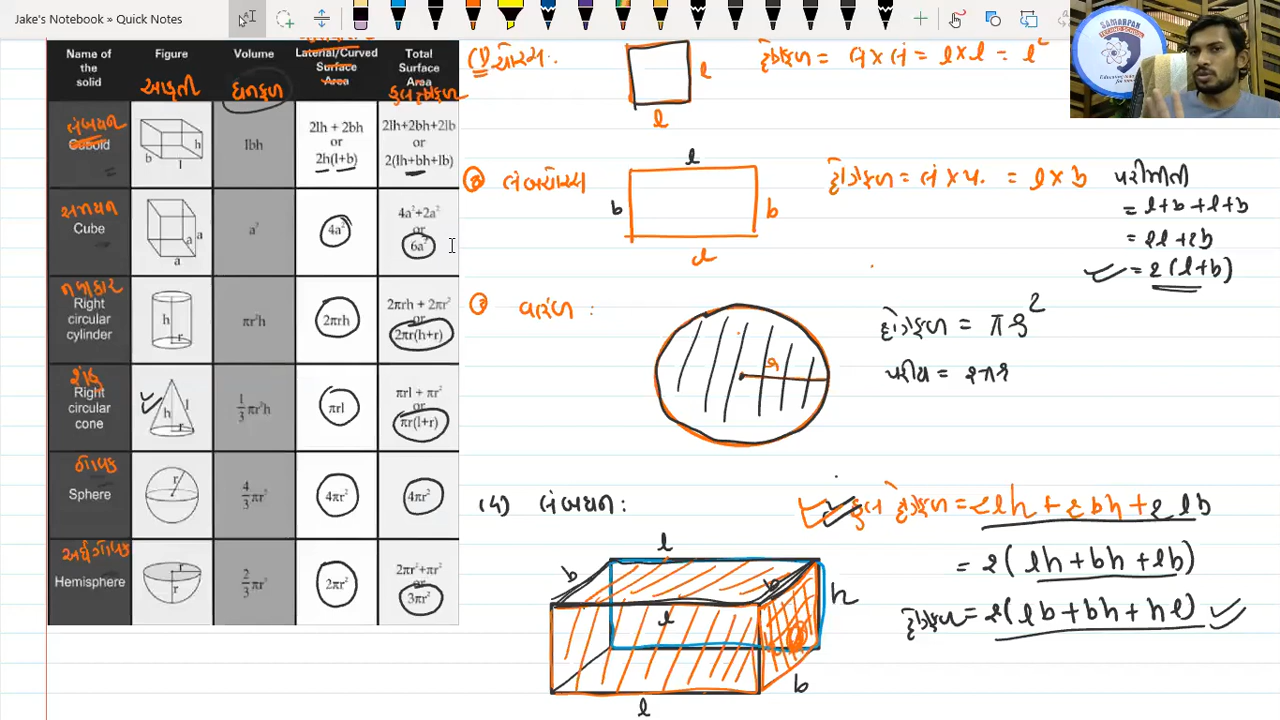 Jake's Notebook » Quick Notes
SAMARPAN
TECHNO SCHOOL
Name of the solid	Figure	Volume	Laterial/Curved Surface Area	Total Surface Area
આકૃતી	ઘનફળ
લંબઘન
Cuboid	b l h	lbh	2lh + 2bh or 2h(l+b)	2lh+2bh+2lb or 2(lh+bh+lb)
સમઘન
Cube	a a a	a³	4a²	4a²+2a² or 6a²
નળાકાર
Right circular cylinder	h r	πr²h	2πrh	2πrh + 2πr² or 2πr(h+r)
શંકુ
Right circular cone	h l r	1/3 πr²h	πrl	πrl + πr² or πr(l+r)
ગોલક
Sphere	r	4/3 πr³	4πr²	4πr²
અર્ધગોલક
Hemisphere	r r	2/3 πr³	2πr²	2πr²+πr² or 3πr²
(1) ચોરસ:
l
l
ક્ષેત્રફળ = લં × લં = l×l = l²
② લંબચોરસ
l
b b
l
ક્ષેત્રફળ = લં × પ. = l × b
પરીમીતી
= l+b+l+b
= 2l+2b
= 2(l+b)
③ વર્તુળ :
r
ક્ષેત્રફળ = πr²
પરીઘ = 2πr
(4) લંબઘન:
l
b b
l
h
b
l
કુલ ક્ષેત્રફળ = 2lh + 2bh + 2lb
= 2(lh+bh+lb)
ક્ષેત્રફળ = 2(lb+bh+hl)